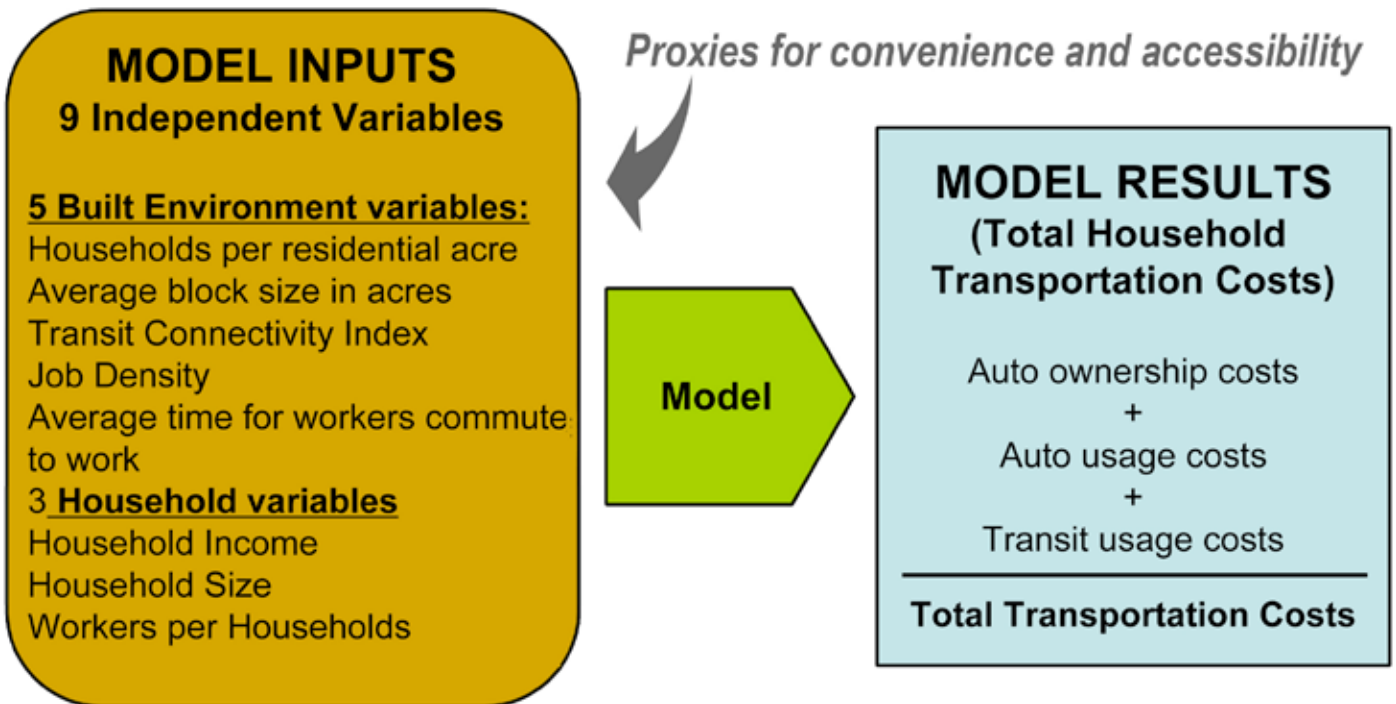 MODEL INPUTS
9 Independent Variables
5 Built Environment variables:
Households per residential acre
Average block size in acres
Transit Connectivity Index
Job Density
Average time for workers commute
to work
3 Household variables
Household Income
Household Size
Workers per Households
Proxies for convenience and accessibility
Model
MODEL RESULTS
(Total Household
Transportation Costs)
Auto ownership costs
+
Auto usage costs
+
Transit usage costs
Total Transportation Costs